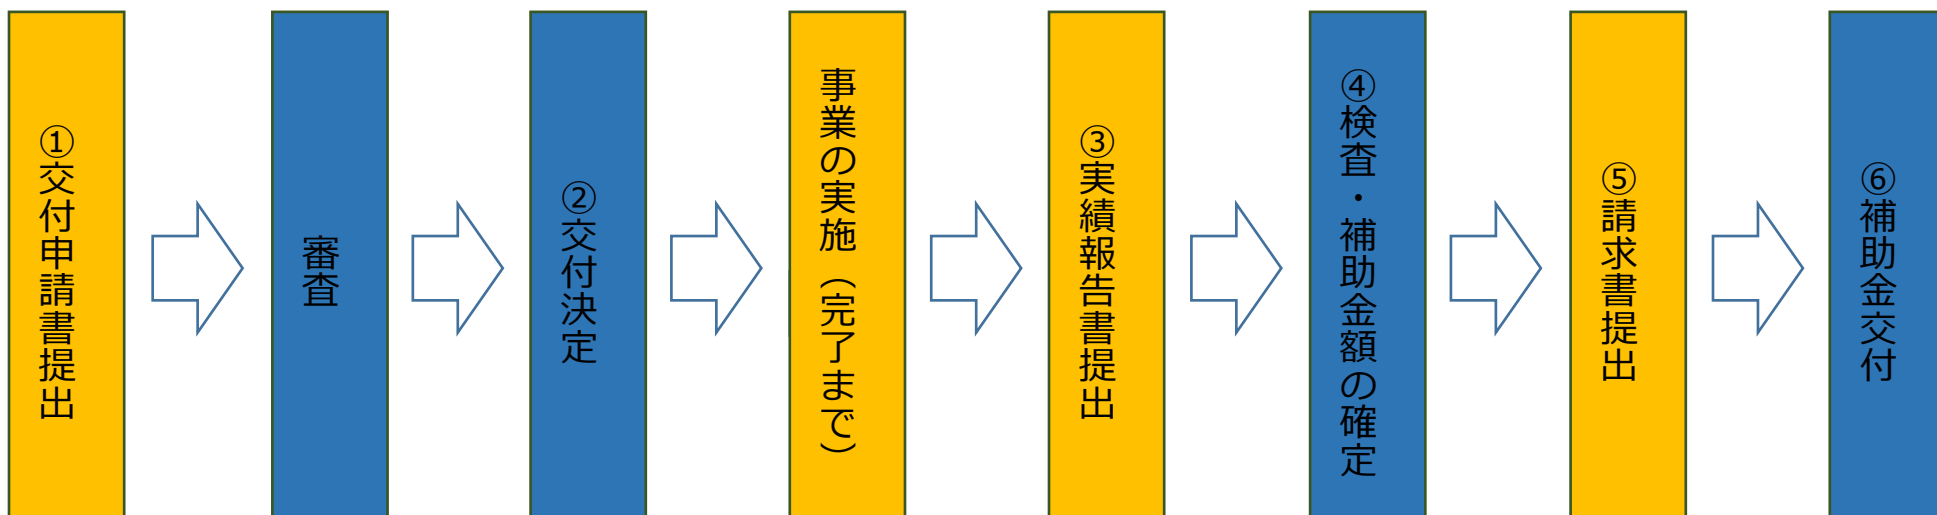 ①交付申請書提出
審査
②交付決定
事業の実施（完了まで）
③実績報告書提出
④検査・補助金額の確定
⑤請求書提出
⑥補助金交付